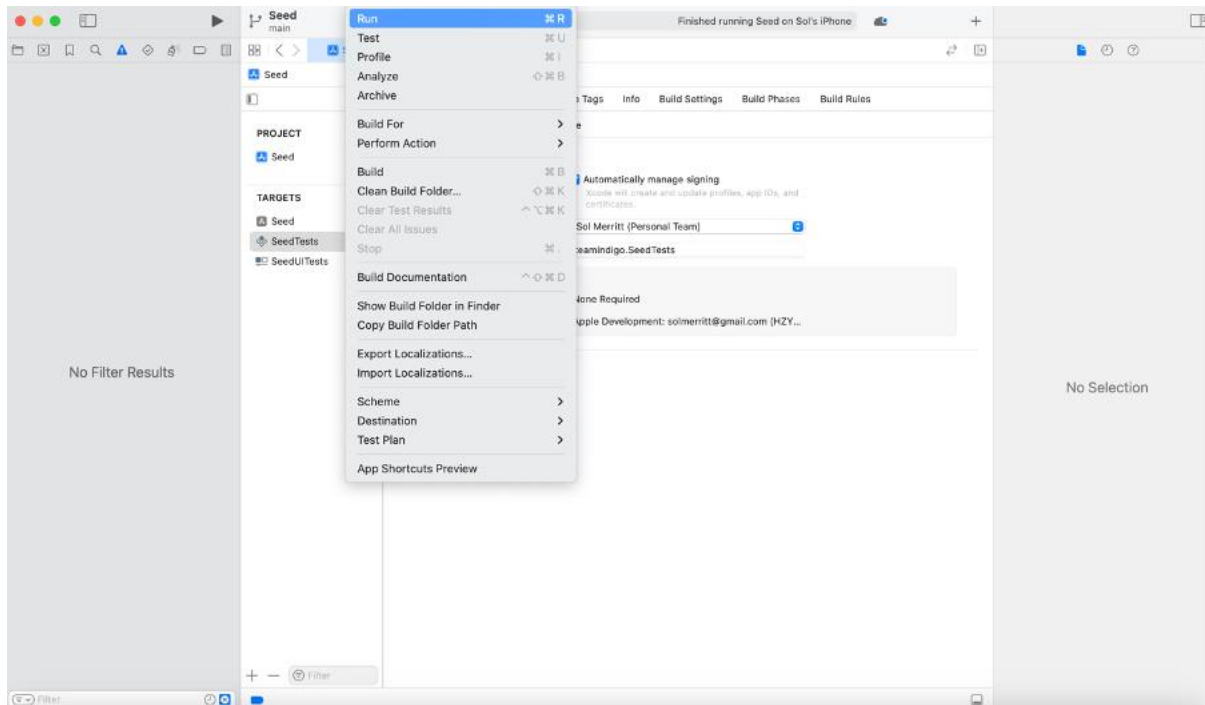 Seed
main
Finished running Seed on Sol's iPhone
Run ⌘R
Test ⌘U
Profile ⌘I
Analyze ⇧⌘B
Archive
Build For
Perform Action
Build ⌘B
Clean Build Folder... ⇧⌘K
Clear Test Results ⌃⌥⌘K
Clear All Issues
Stop ⌘.
Build Documentation ⌃⇧⌘D
Show Build Folder in Finder
Copy Build Folder Path
Export Localizations...
Import Localizations...
Scheme
Destination
Test Plan
App Shortcuts Preview
Seed
PROJECT
Seed
TARGETS
Seed
SeedTests
SeedUITests
Tags Info Build Settings Build Phases Build Rules
Automatically manage signing
Xcode will create and update profiles, app IDs, and
certificates.
Sol Merritt (Personal Team)
eamindigo.SeedTests
None Required
Apple Development: solmerritt@gmail.com (HZY...
No Filter Results
No Selection
Filter
Filter